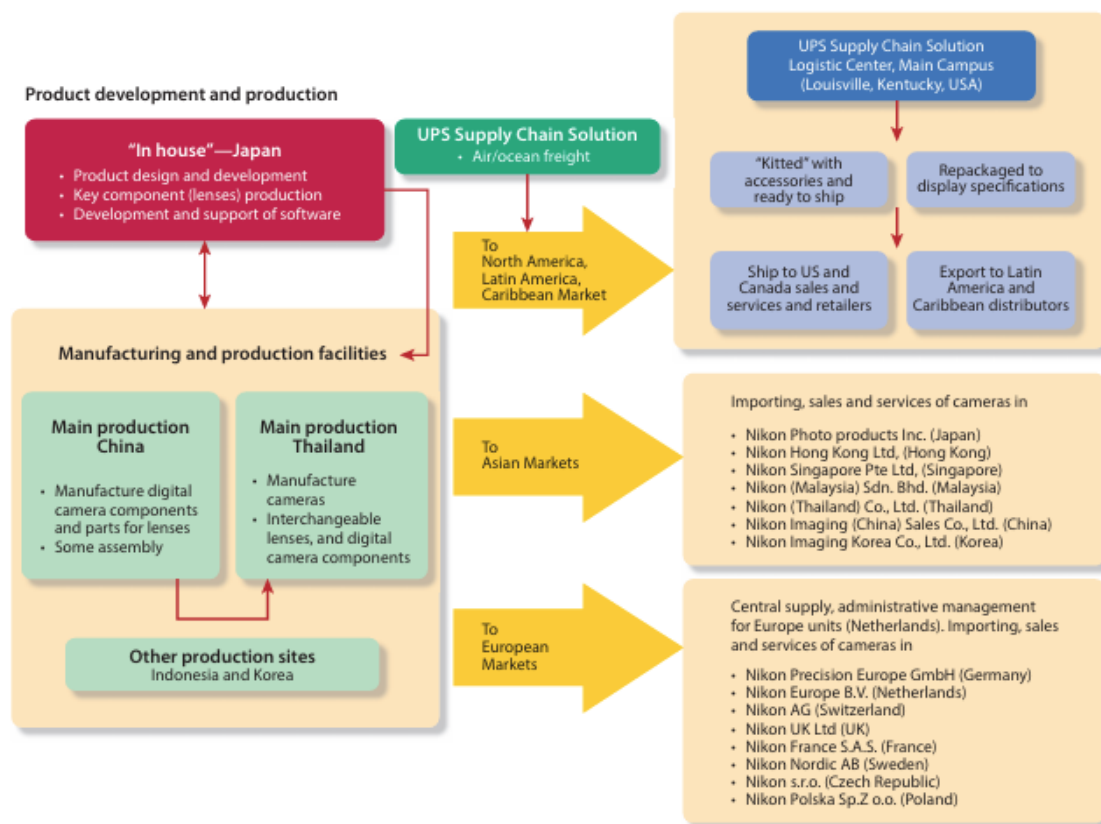 Product development and production
“In house”—Japan
• Product design and development
• Key component (lenses) production
• Development and support of software
Manufacturing and production facilities
Main production
China
• Manufacture digital
camera components
and parts for lenses
• Some assembly
Main production
Thailand
• Manufacture
cameras
• Interchangeable
lenses, and digital
camera components
Other production sites
Indonesia and Korea
UPS Supply Chain Solution
• Air/ocean freight
To
North America,
Latin America,
Caribbean Market
UPS Supply Chain Solution
Logistic Center, Main Campus
(Louisville, Kentucky, USA)
“Kitted” with
accessories and
ready to ship
Repackaged to
display specifications
Ship to US and
Canada sales and
services and retailers
Export to Latin
America and
Caribbean distributors
To
Asian Markets
Importing, sales and services of cameras in
• Nikon Photo products Inc. (Japan)
• Nikon Hong Kong Ltd, (Hong Kong)
• Nikon Singapore Pte Ltd, (Singapore)
• Nikon (Malaysia) Sdn. Bhd. (Malaysia)
• Nikon (Thailand) Co., Ltd. (Thailand)
• Nikon Imaging (China) Sales Co., Ltd. (China)
• Nikon Imaging Korea Co., Ltd. (Korea)
To
European
Markets
Central supply, administrative management
for Europe units (Netherlands). Importing, sales
and services of cameras in
• Nikon Precision Europe GmbH (Germany)
• Nikon Europe B.V. (Netherlands)
• Nikon AG (Switzerland)
• Nikon UK Ltd (UK)
• Nikon France S.A.S. (France)
• Nikon Nordic AB (Sweden)
• Nikon s.r.o. (Czech Republic)
• Nikon Polska Sp.Z o.o. (Poland)